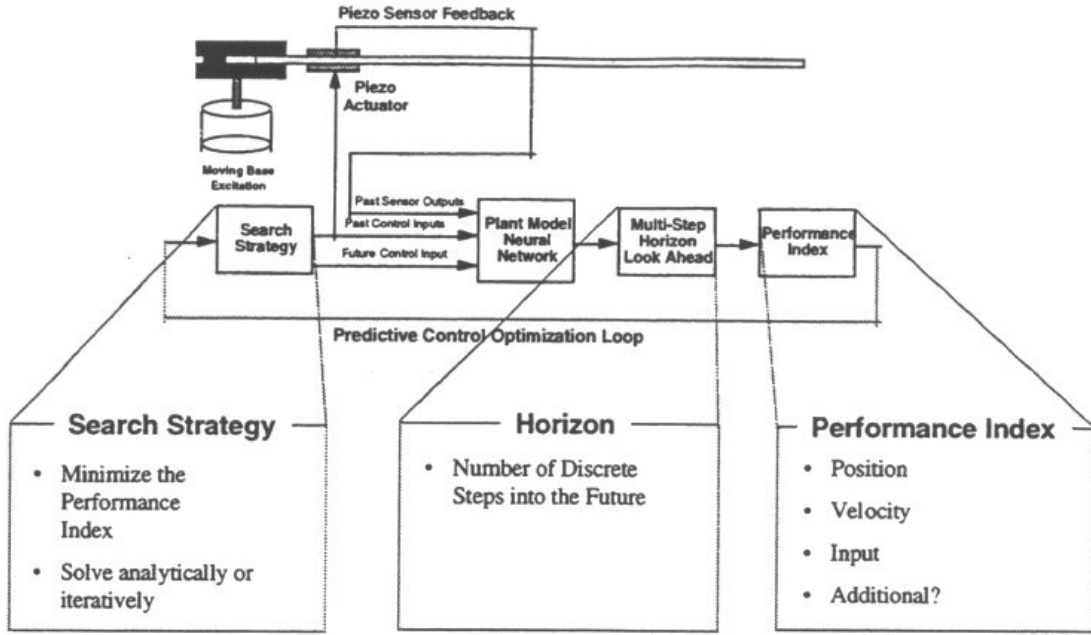 Piezo Sensor Feedback
Piezo
Actuator
Moving Base
Excitation
Past Sensor Outputs
Past Control Inputs
Future Control Input
Search
Strategy
Plant Model
Neural
Network
Multi-Step
Horizon
Look Ahead
Performance
Index
Predictive Control Optimization Loop
Search Strategy
• Minimize the
Performance
Index
• Solve analytically or
iteratively
Horizon
• Number of Discrete
Steps into the Future
Performance Index
• Position
• Velocity
• Input
• Additional?